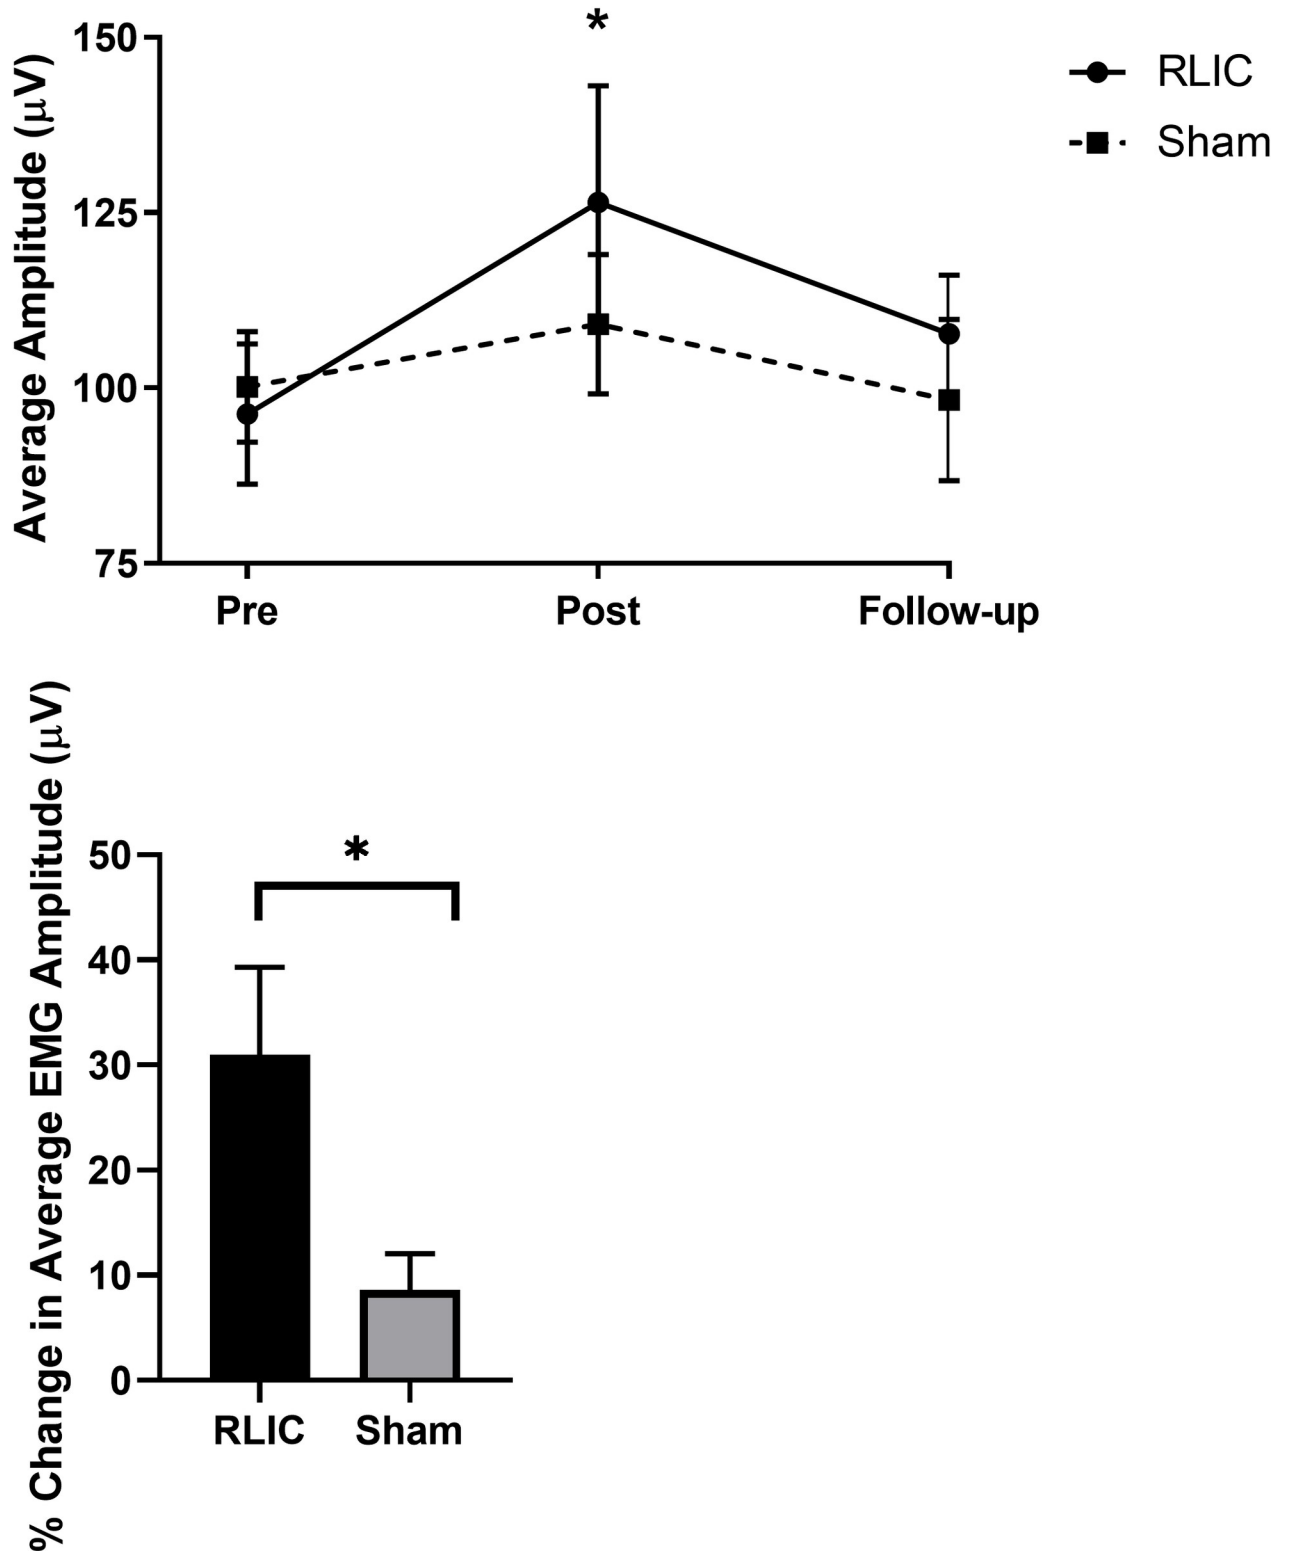 *
150
125
100
75
Average Amplitude (μV)
RLIC
Sham
Pre Post Follow-up
% Change in Average EMG Amplitude (μV)
*
50
40
30
20
10
0
RLIC Sham